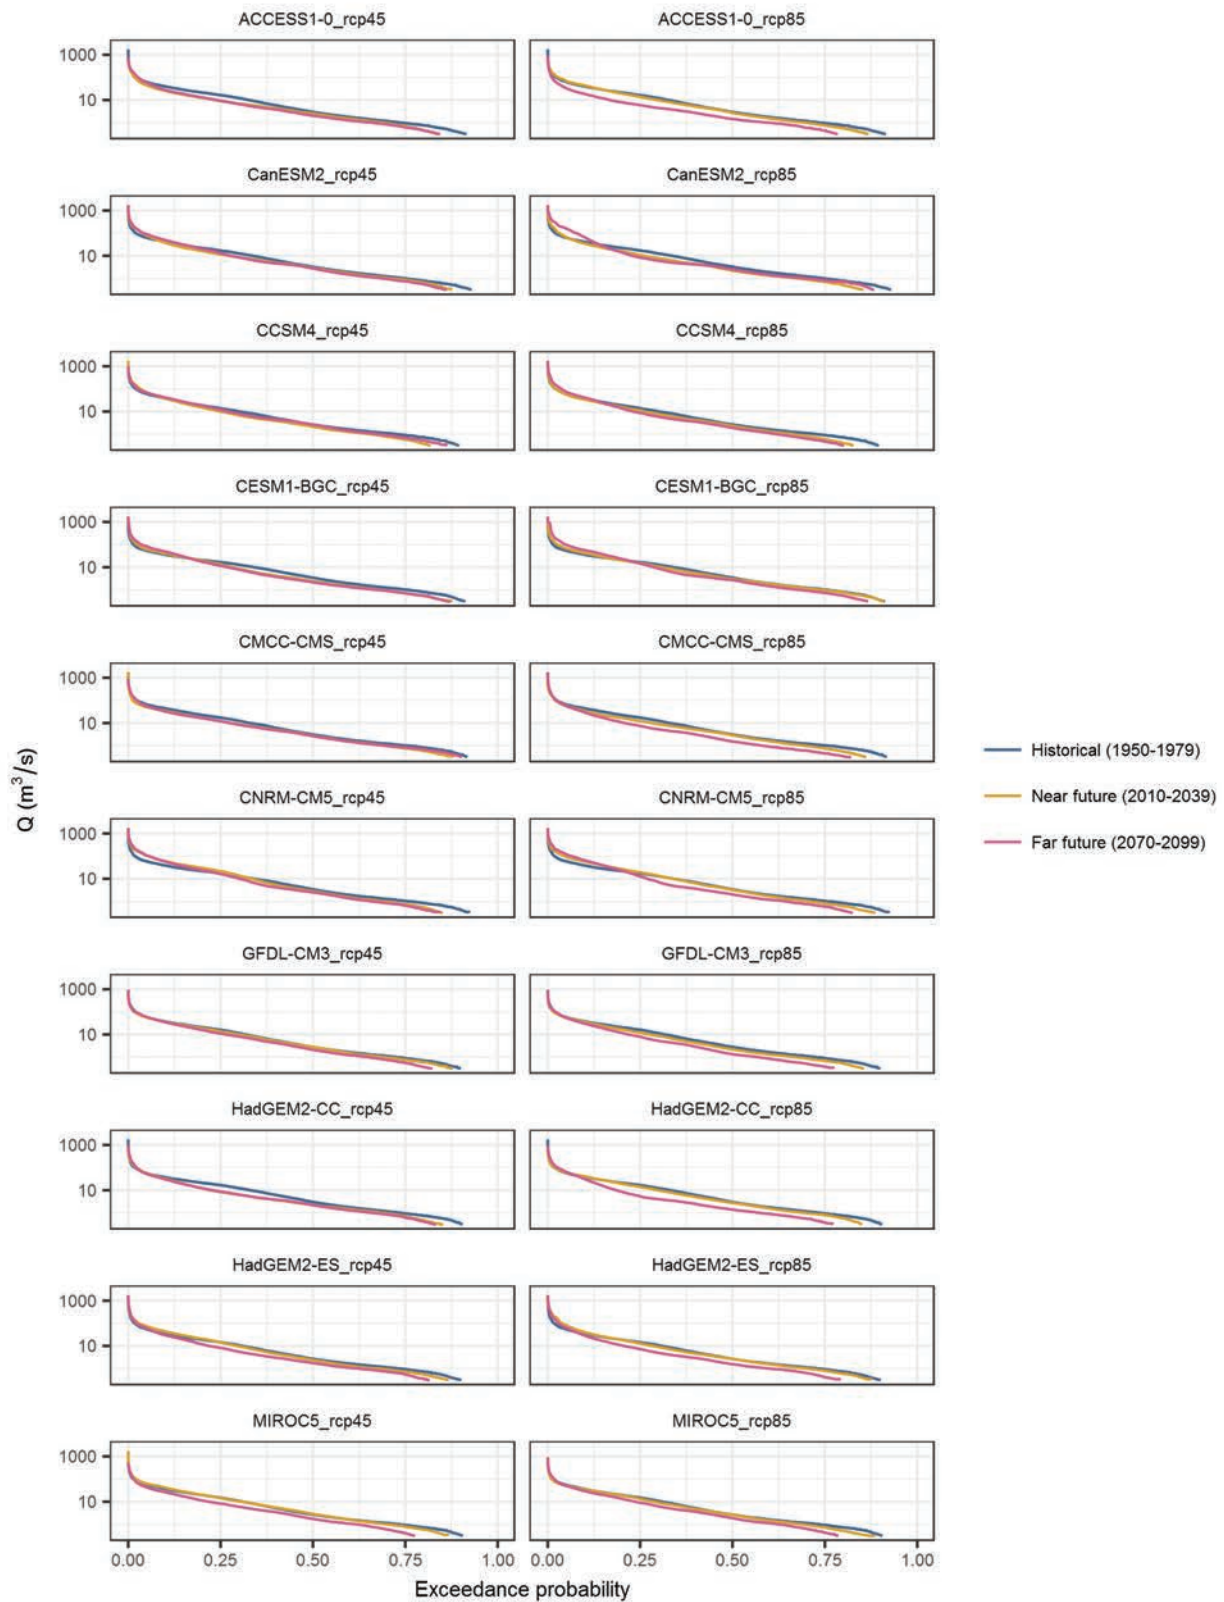 ACCESS1-0_rcp45
ACCESS1-0_rcp85
1000
10
CanESM2_rcp45
CanESM2_rcp85
1000
10
CCSM4_rcp45
CCSM4_rcp85
1000
10
CESM1-BGC_rcp45
CESM1-BGC_rcp85
1000
10
CMCC-CMS_rcp45
CMCC-CMS_rcp85
1000
10
Q (m³/s)
Historical (1950-1979)
Near future (2010-2039)
Far future (2070-2099)
CNRM-CM5_rcp45
CNRM-CM5_rcp85
1000
10
GFDL-CM3_rcp45
GFDL-CM3_rcp85
1000
10
HadGEM2-CC_rcp45
HadGEM2-CC_rcp85
1000
10
HadGEM2-ES_rcp45
HadGEM2-ES_rcp85
1000
10
MIROC5_rcp45
MIROC5_rcp85
1000
10
0.00 0.25 0.50 0.75 1.00
0.00 0.25 0.50 0.75 1.00
Exceedance probability